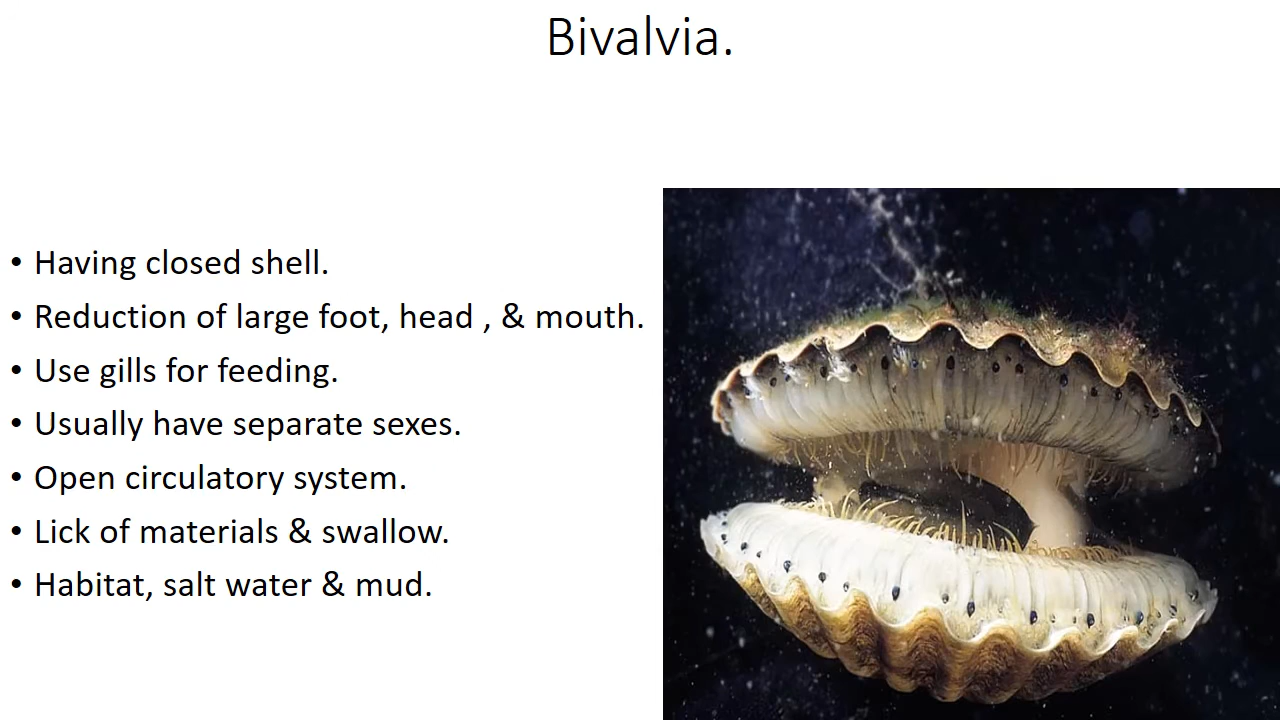 Bivalvia.
• Having closed shell.
• Reduction of large foot, head , & mouth.
• Use gills for feeding.
• Usually have separate sexes.
• Open circulatory system.
• Lick of materials & swallow.
• Habitat, salt water & mud.